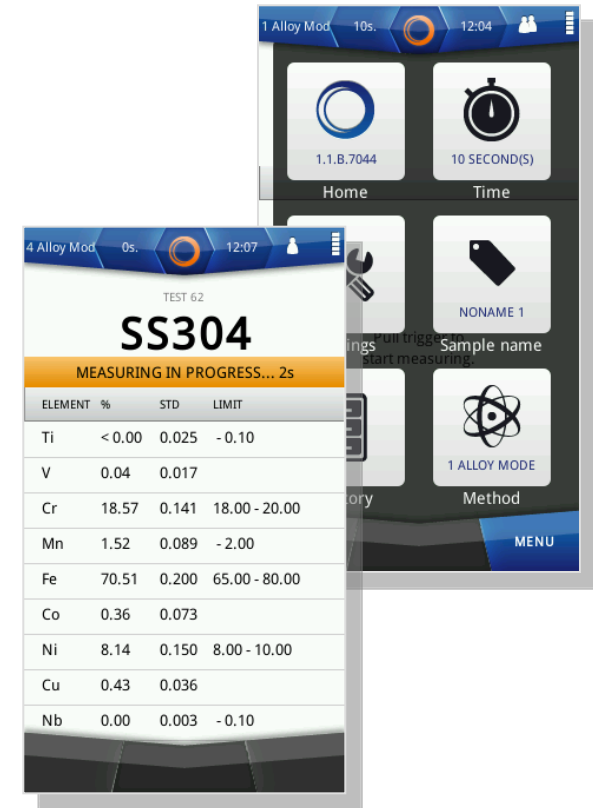 1 Alloy Mod 10s. 12:04
1.1.B.7044 10 SECOND(S)
Home Time
NONAME 1
ings Sample name
Pull trigger to
start measuring.
1 ALLOY MODE
ory Method
MENU
4 Alloy Mod 0s. 12:07
TEST 62
SS304
MEASURING IN PROGRESS... 2s
ELEMENT % STD LIMIT
Ti < 0.00 0.025 - 0.10
V 0.04 0.017
Cr 18.57 0.141 18.00 - 20.00
Mn 1.52 0.089 - 2.00
Fe 70.51 0.200 65.00 - 80.00
Co 0.36 0.073
Ni 8.14 0.150 8.00 - 10.00
Cu 0.43 0.036
Nb 0.00 0.003 - 0.10